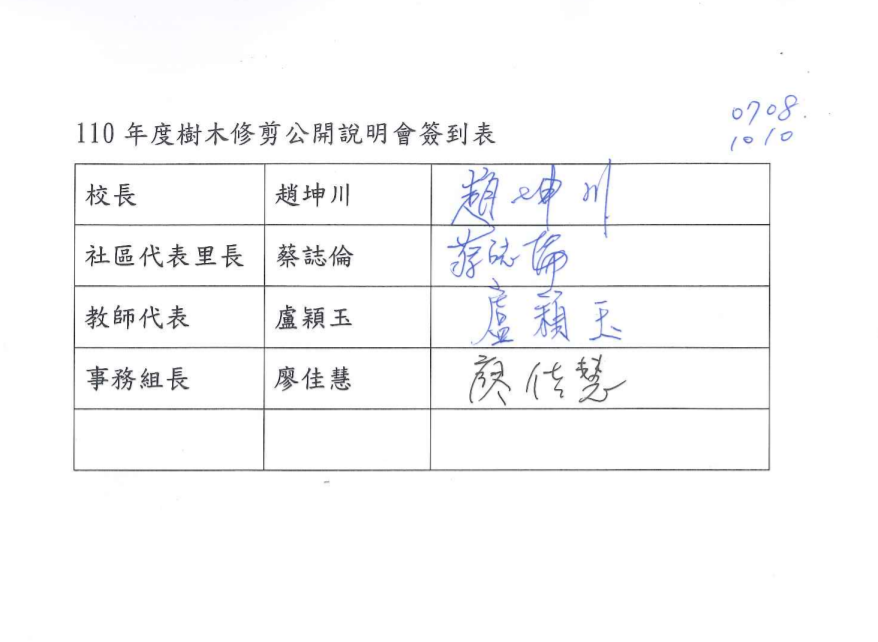 0708
110 年度樹木修剪公開說明會簽到表
1010
校長 趙坤川 趙坤川
社區代表里長 蔡誌倫 蔡誌倫
教師代表 盧穎玉 盧穎玉
事務組長 廖佳慧 廖佳慧